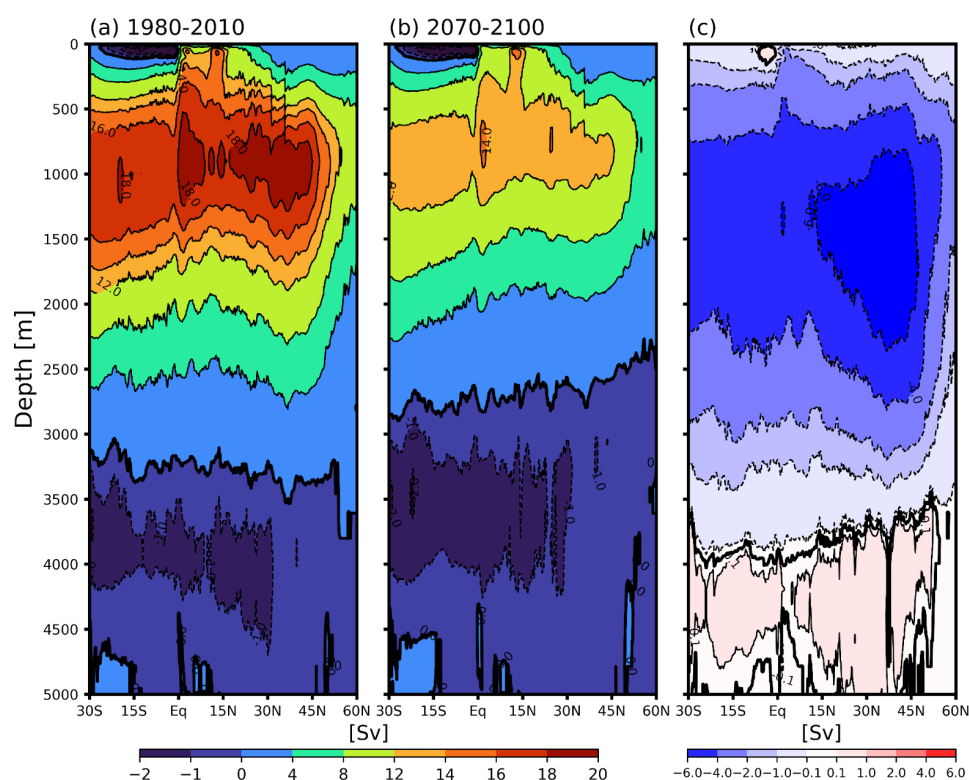 (a) 1980-2010
(b) 2070-2100
(c)
Depth [m]
0
500
1000
1500
2000
2500
3000
3500
4000
4500
5000
16.0
18.0
18.0
18.0
12.0
14.0
30S 15S Eq 15N 30N 45N 60N
30S 15S Eq 15N 30N 45N 60N
30S 15S Eq 15N 30N 45N 60N
[Sv]
[Sv]
−2 −1 0 4 8 12 14 16 18 20
−6.0 −4.0 −2.0 −1.0 −0.1 0.1 1.0 2.0 4.0 6.0